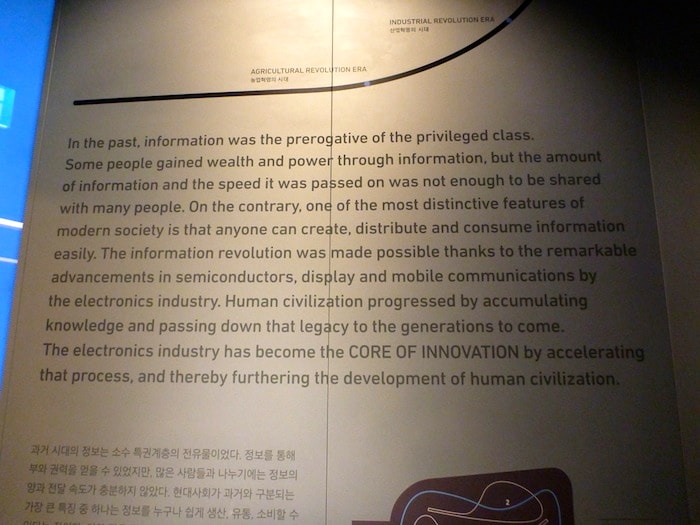 INDUSTRIAL REVOLUTION ERA
산업혁명의 시대
AGRICULTURAL REVOLUTION ERA
농업혁명의 시대
In the past, information was the prerogative of the privileged class.
Some people gained wealth and power through information, but the amount
of information and the speed it was passed on was not enough to be shared
with many people. On the contrary, one of the most distinctive features of
modern society is that anyone can create, distribute and consume information
easily. The information revolution was made possible thanks to the remarkable
advancements in semiconductors, display and mobile communications by
the electronics industry. Human civilization progressed by accumulating
knowledge and passing down that legacy to the generations to come.
The electronics industry has become the CORE OF INNOVATION by accelerating
that process, and thereby furthering the development of human civilization.
과거 시대의 정보는 소수 특권계층의 전유물이었다. 정보를 통해
부와 권력을 얻을 수 있었지만, 많은 사람들과 나누기에는 정보의
양과 전달 속도가 충분하지 않았다. 현대사회가 과거와 구분되는
가장 큰 특징 중 하나는 정보를 누구나 쉽게 생산, 유통, 소비할 수
2